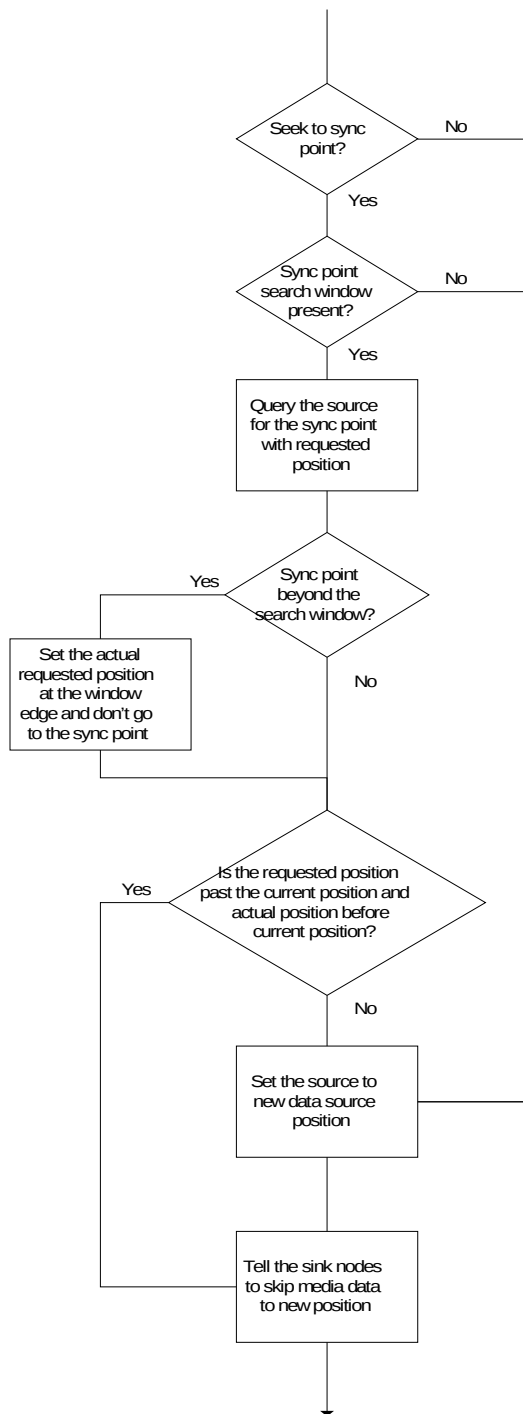 Seek to sync
point?
No
Yes
Sync point
search window
present?
No
Yes
Query the source
for the sync point
with requested
position
Yes
Sync point
beyond the
search window?
Set the actual
requested position
at the window
edge and don't go
to the sync point
No
Is the requested position
past the current position and
actual position before
current position?
Yes
No
Set the source to
new data source
position
Tell the sink nodes
to skip media data
to new position